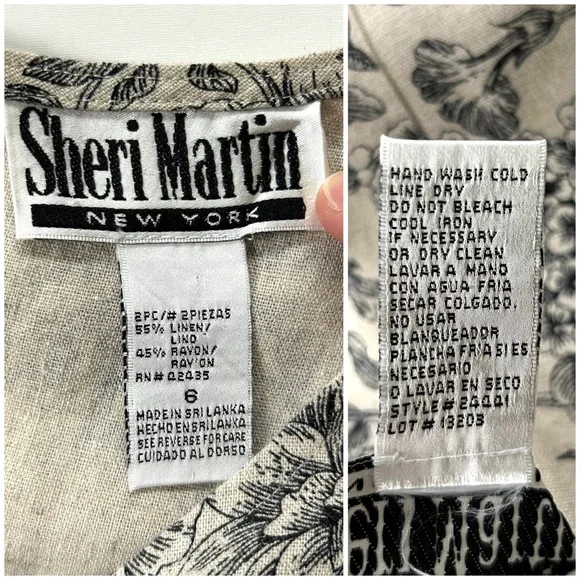 Sheri Martin
NEW YORK
2PC/# 2PIEZAS
55% LINEN/
LINO
45% RAYON/
RAYON
RN# 42435
6
MADE IN SRI LANKA
HECHO EN SRI LANKA
SEE REVERSE FOR CARE
CUIDADO AL DORSO
HAND WASH COLD
LINE DRY
DO NOT BLEACH
COOL IRON
IF NECESSARY
OR DRY CLEAN
LAVAR A MANO
CON AGUA FRIA
SECAR COLGADO.
NO USAR
BLANQUEADOR
PLANCHA FRIA SI ES
NECESARIO
O LAVAR EN SECO
STYLE# 24441
LOT # 13203